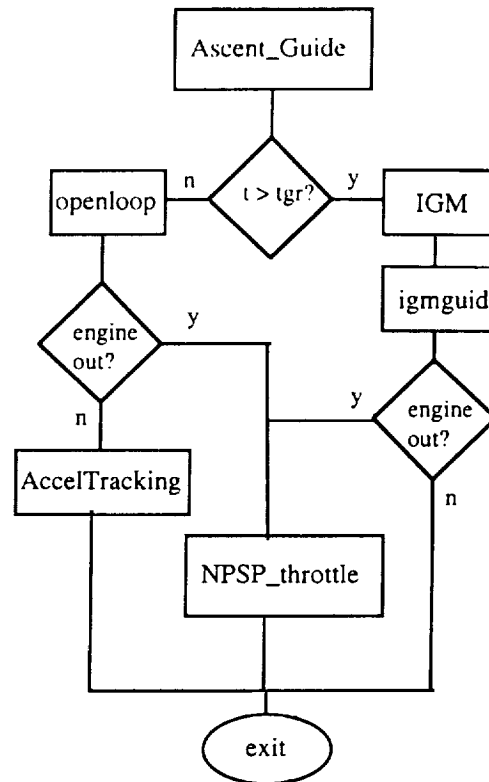 Ascent_Guide
n
t > tgr?
y
openloop
IGM
igmguid
engine
out?
y
y
engine
out?
n
n
AccelTracking
NPSP_throttle
exit